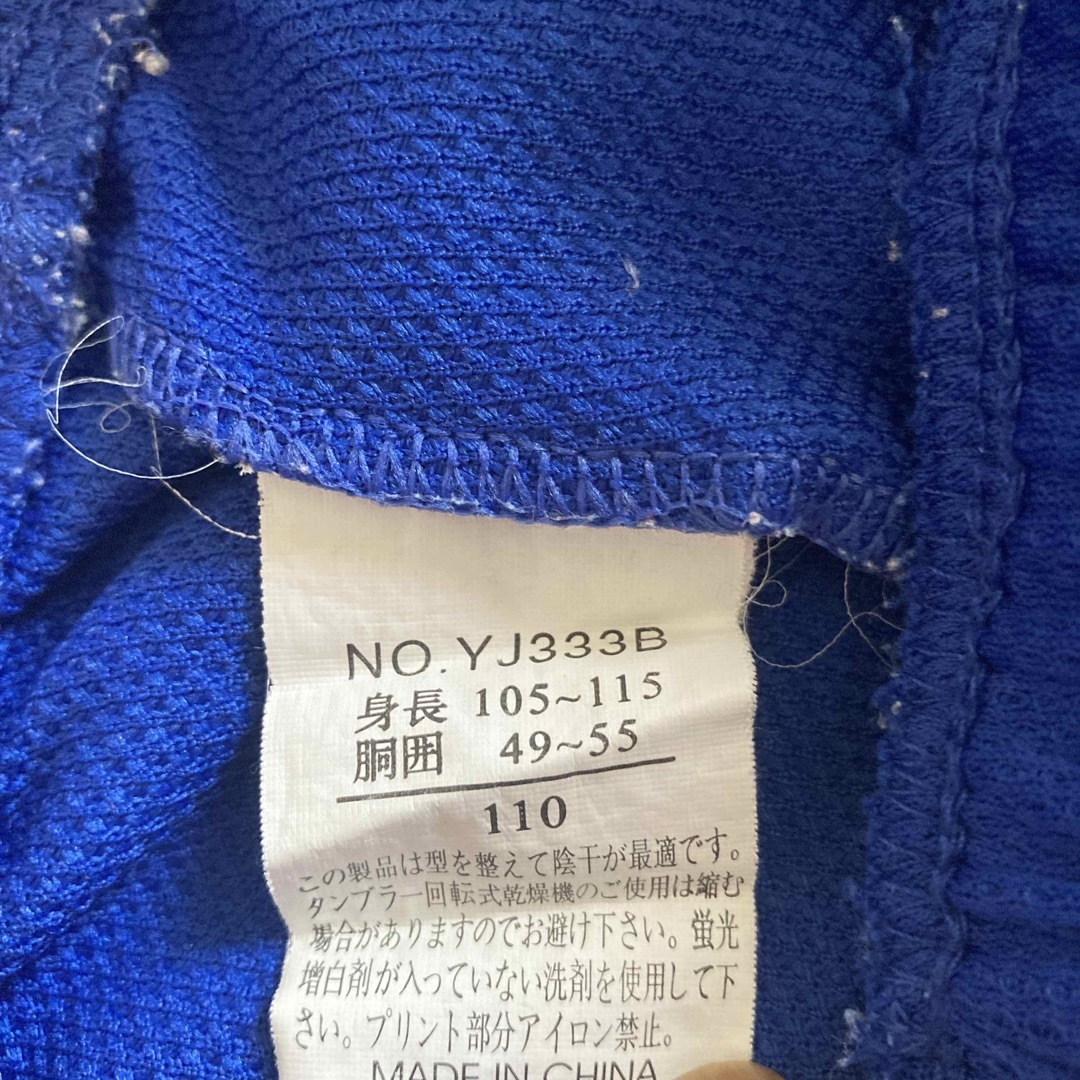 NO.YJ333B
身長 105~115
胴囲 49~55
110
この製品は型を整えて陰干が最適です。
タンブラー回転式乾燥機のご使用は縮む
場合がありますのでお避け下さい。蛍光
増白剤が入っていない洗剤を使用して下
さい。プリント部分アイロン禁止。
MADE IN CHINA